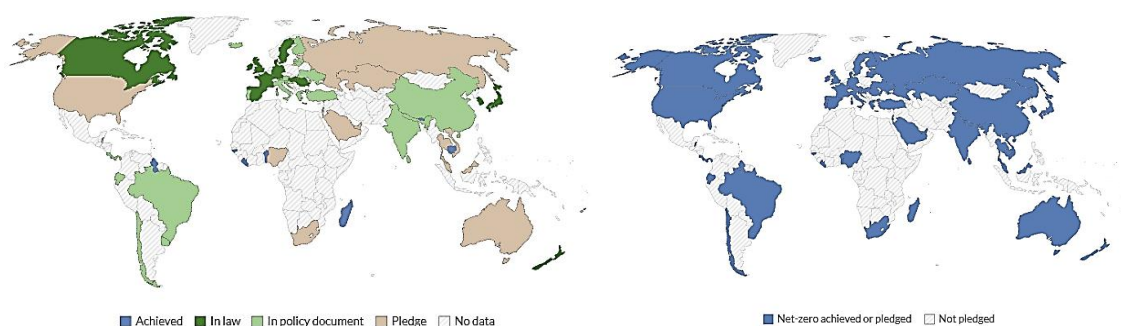 Achieved In law In policy document Pledge No data
Net-zero achieved or pledged Not pledged